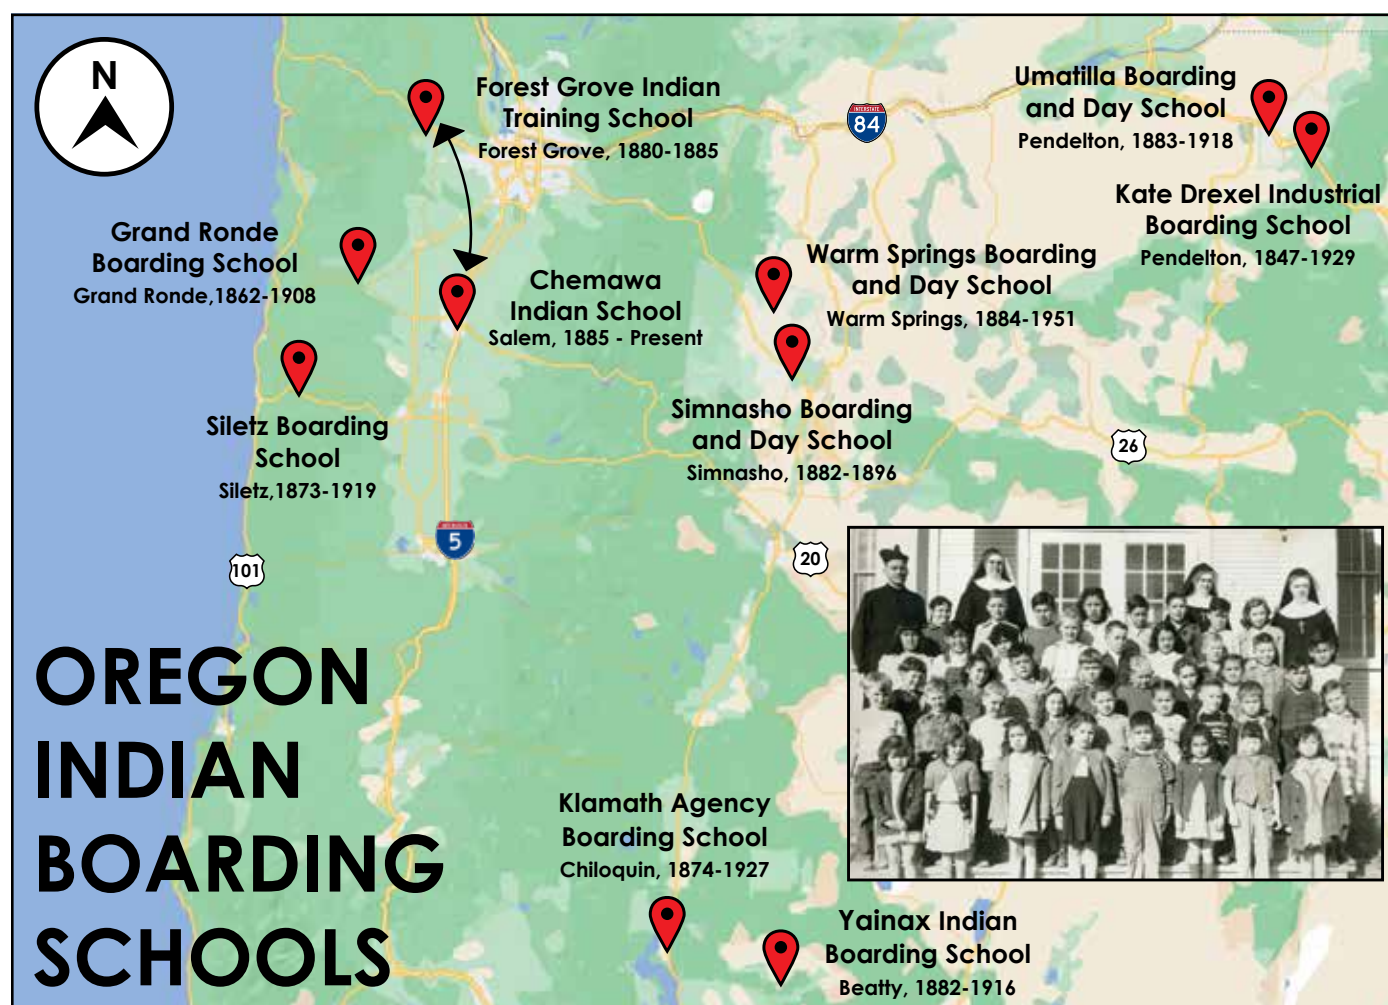 N
Forest Grove Indian
Training School
Forest Grove, 1880-1885
INTERSTATE
84
Umatilla Boarding
and Day School
Pendelton, 1883-1918
Kate Drexel Industrial
Boarding School
Pendelton, 1847-1929
Grand Ronde
Boarding School
Grand Ronde,1862-1908
Chemawa
Indian School
Salem, 1885 - Present
Warm Springs Boarding
and Day School
Warm Springs, 1884-1951
Siletz Boarding
School
Siletz,1873-1919
Simnasho Boarding
and Day School
Simnasho, 1882-1896
26
INTERSTATE
5
101
20
OREGON
INDIAN
BOARDING
SCHOOLS
Klamath Agency
Boarding School
Chiloquin, 1874-1927
Yainax Indian
Boarding School
Beatty, 1882-1916